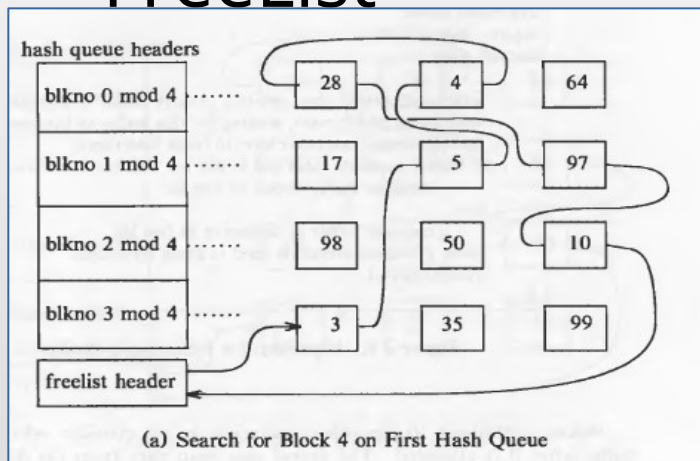 FreeList
hash queue headers
blkno 0 mod 4 28 4 64
blkno 1 mod 4 17 5 97
blkno 2 mod 4 98 50 10
blkno 3 mod 4 3 35 99
freelist header
(a) Search for Block 4 on First Hash Queue